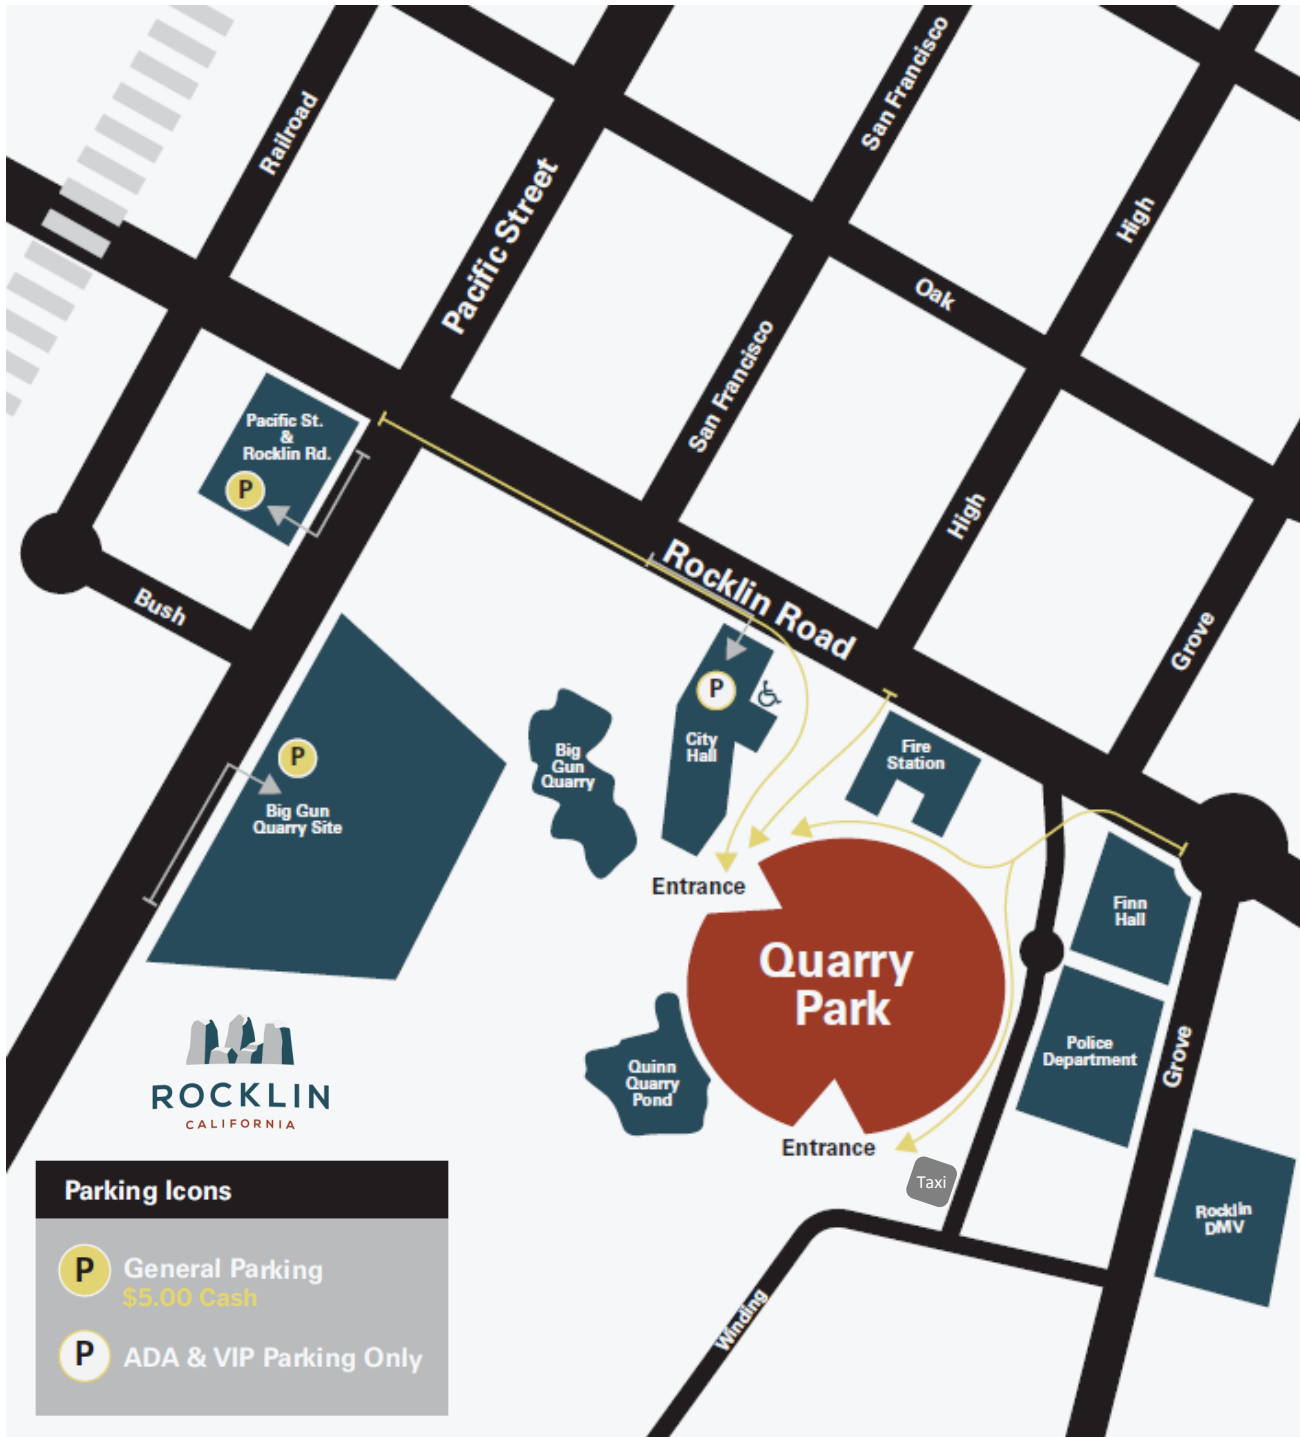 San Francisco
Railroad
Pacific Street
High
Oak
San Francisco
Pacific St.
&
Rocklin Rd.
P
High
Rocklin Road
Bush
Grove
P
City
Hall
Fire
Station
Big
Gun
Quarry
P
Big Gun
Quarry Site
Entrance
Finn
Hall
Quarry
Park
Police
Department
Grove
Quinn
Quarry
Pond
ROCKLIN
CALIFORNIA
Entrance
Taxi
Rocklin
DMV
Parking Icons
P
General Parking
$5.00 Cash
P
ADA & VIP Parking Only
Winding